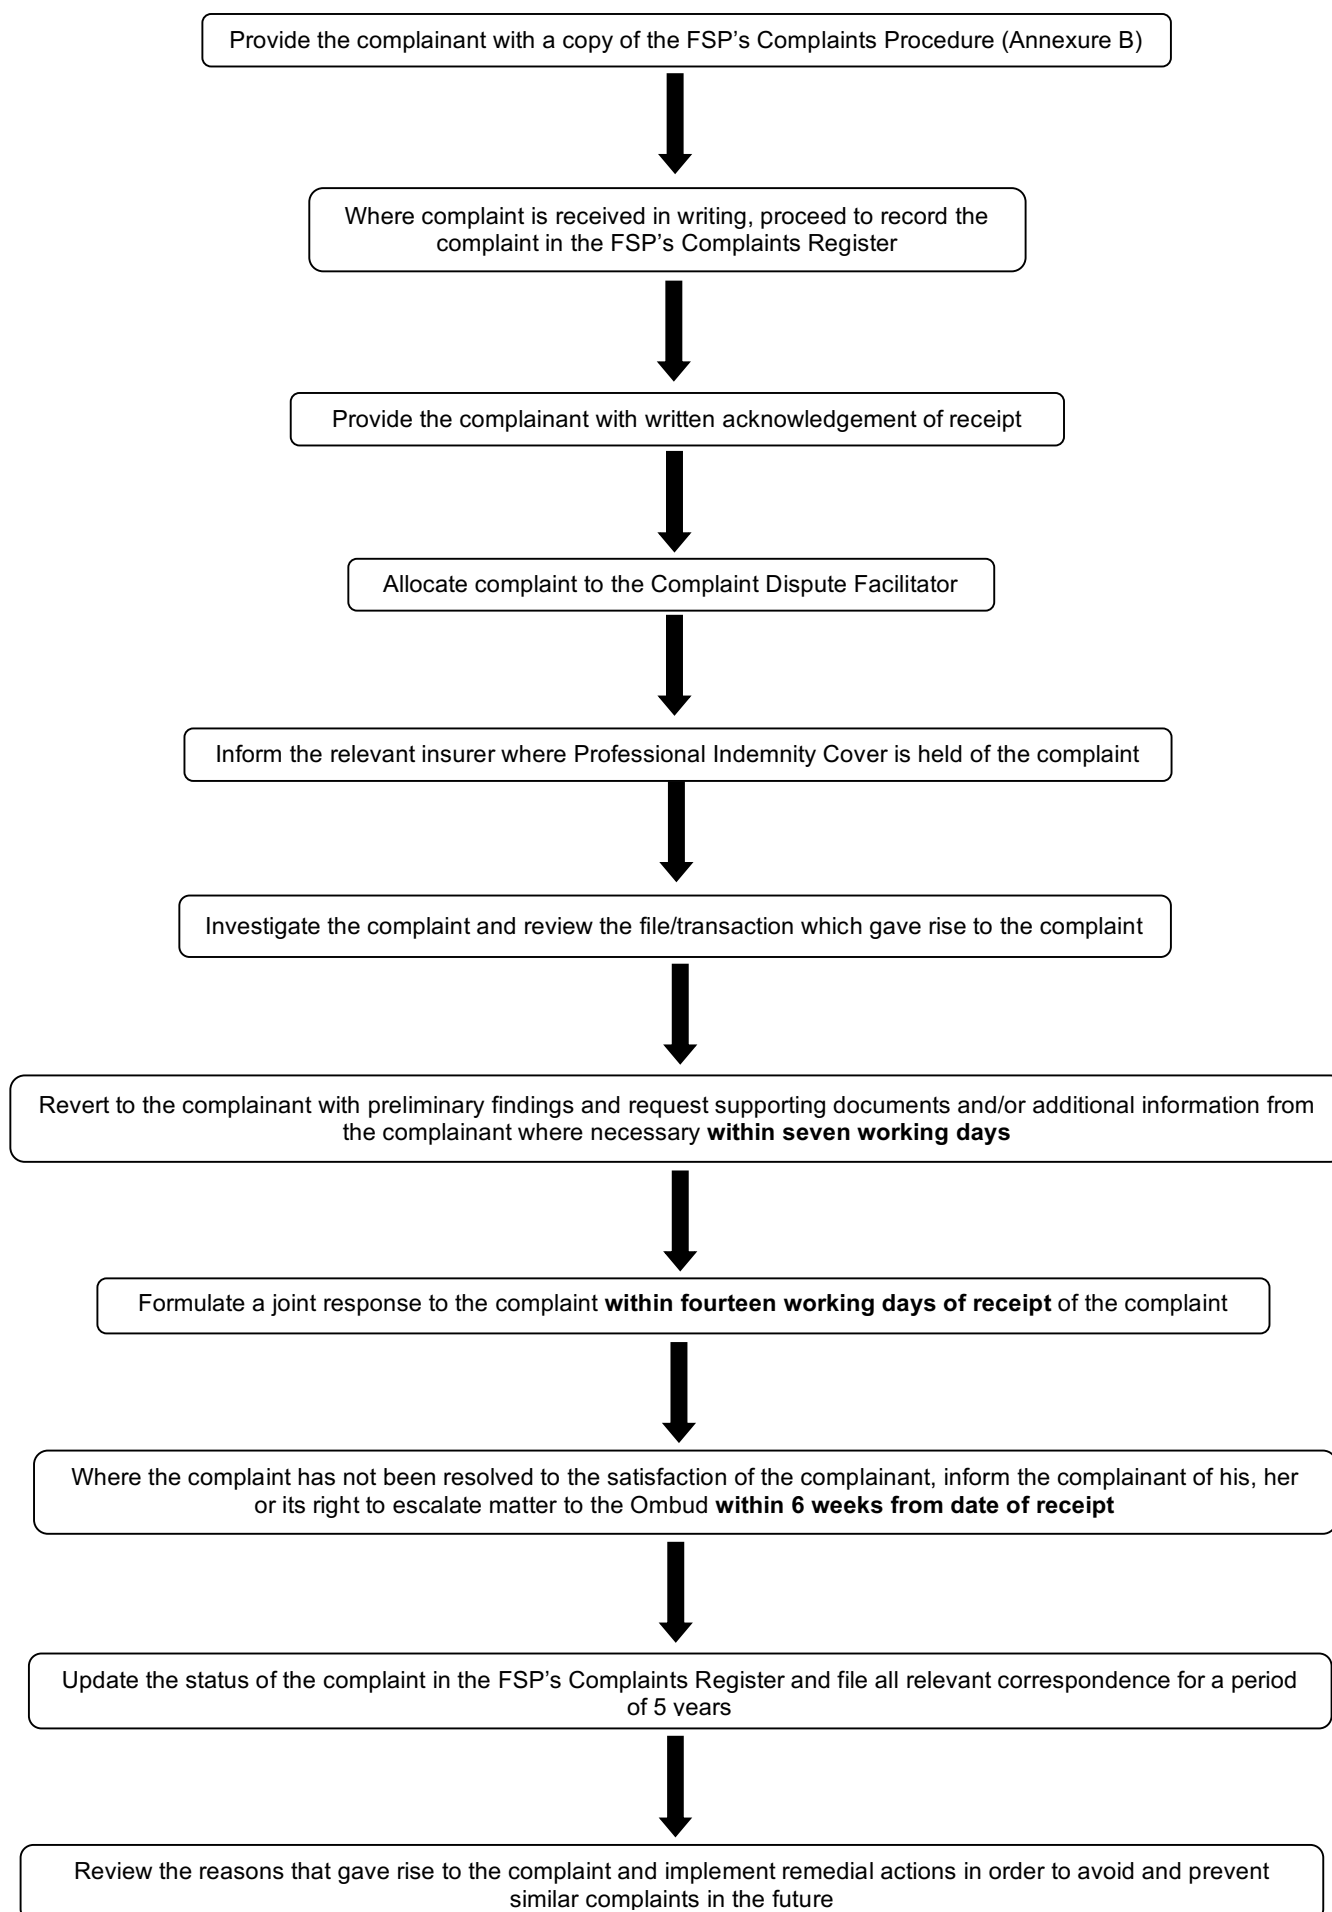 Provide the complainant with a copy of the FSP’s Complaints Procedure (Annexure B)
Where complaint is received in writing, proceed to record the
complaint in the FSP’s Complaints Register
Provide the complainant with written acknowledgement of receipt
Allocate complaint to the Complaint Dispute Facilitator
Inform the relevant insurer where Professional Indemnity Cover is held of the complaint
Investigate the complaint and review the file/transaction which gave rise to the complaint
Revert to the complainant with preliminary findings and request supporting documents and/or additional information from
the complainant where necessary within seven working days
Formulate a joint response to the complaint within fourteen working days of receipt of the complaint
Where the complaint has not been resolved to the satisfaction of the complainant, inform the complainant of his, her
or its right to escalate matter to the Ombud within 6 weeks from date of receipt
Update the status of the complaint in the FSP’s Complaints Register and file all relevant correspondence for a period
of 5 years
Review the reasons that gave rise to the complaint and implement remedial actions in order to avoid and prevent
similar complaints in the future